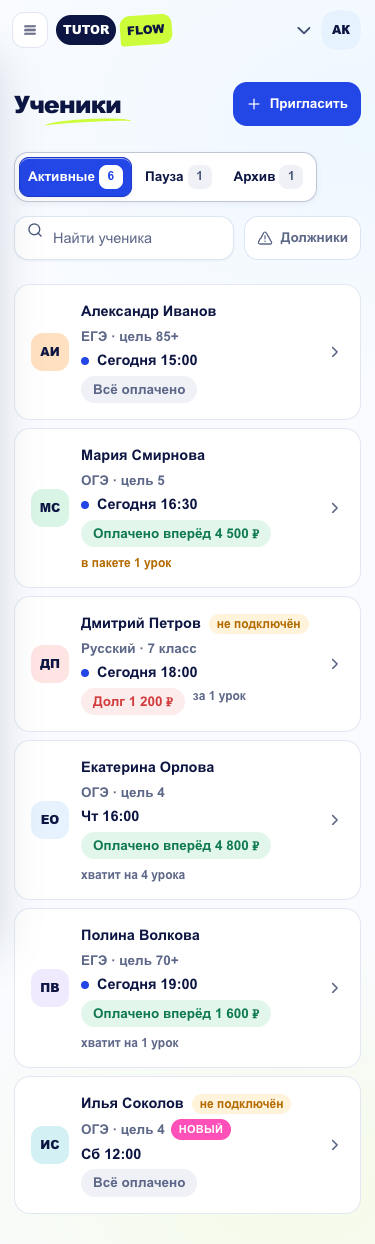 TUTOR FLOW АК
Ученики
Пригласить
Активные 6 Пауза 1 Архив 1
Найти ученика
Должники
Александр Иванов
ЕГЭ · цель 85+
АИ
Сегодня 15:00
Всё оплачено
Мария Смирнова
ОГЭ · цель 5
МС
Сегодня 16:30
Оплачено вперёд 4 500 ₽
в пакете 1 урок
Дмитрий Петров не подключён
Русский · 7 класс
ДП
Сегодня 18:00
Долг 1 200 ₽ за 1 урок
Екатерина Орлова
ОГЭ · цель 4
ЕО
Чт 16:00
Оплачено вперёд 4 800 ₽
хватит на 4 урока
Полина Волкова
ЕГЭ · цель 70+
ПВ
Сегодня 19:00
Оплачено вперёд 1 600 ₽
хватит на 1 урок
Илья Соколов не подключён
ОГЭ · цель 4 НОВЫЙ
ИС
Сб 12:00
Всё оплачено